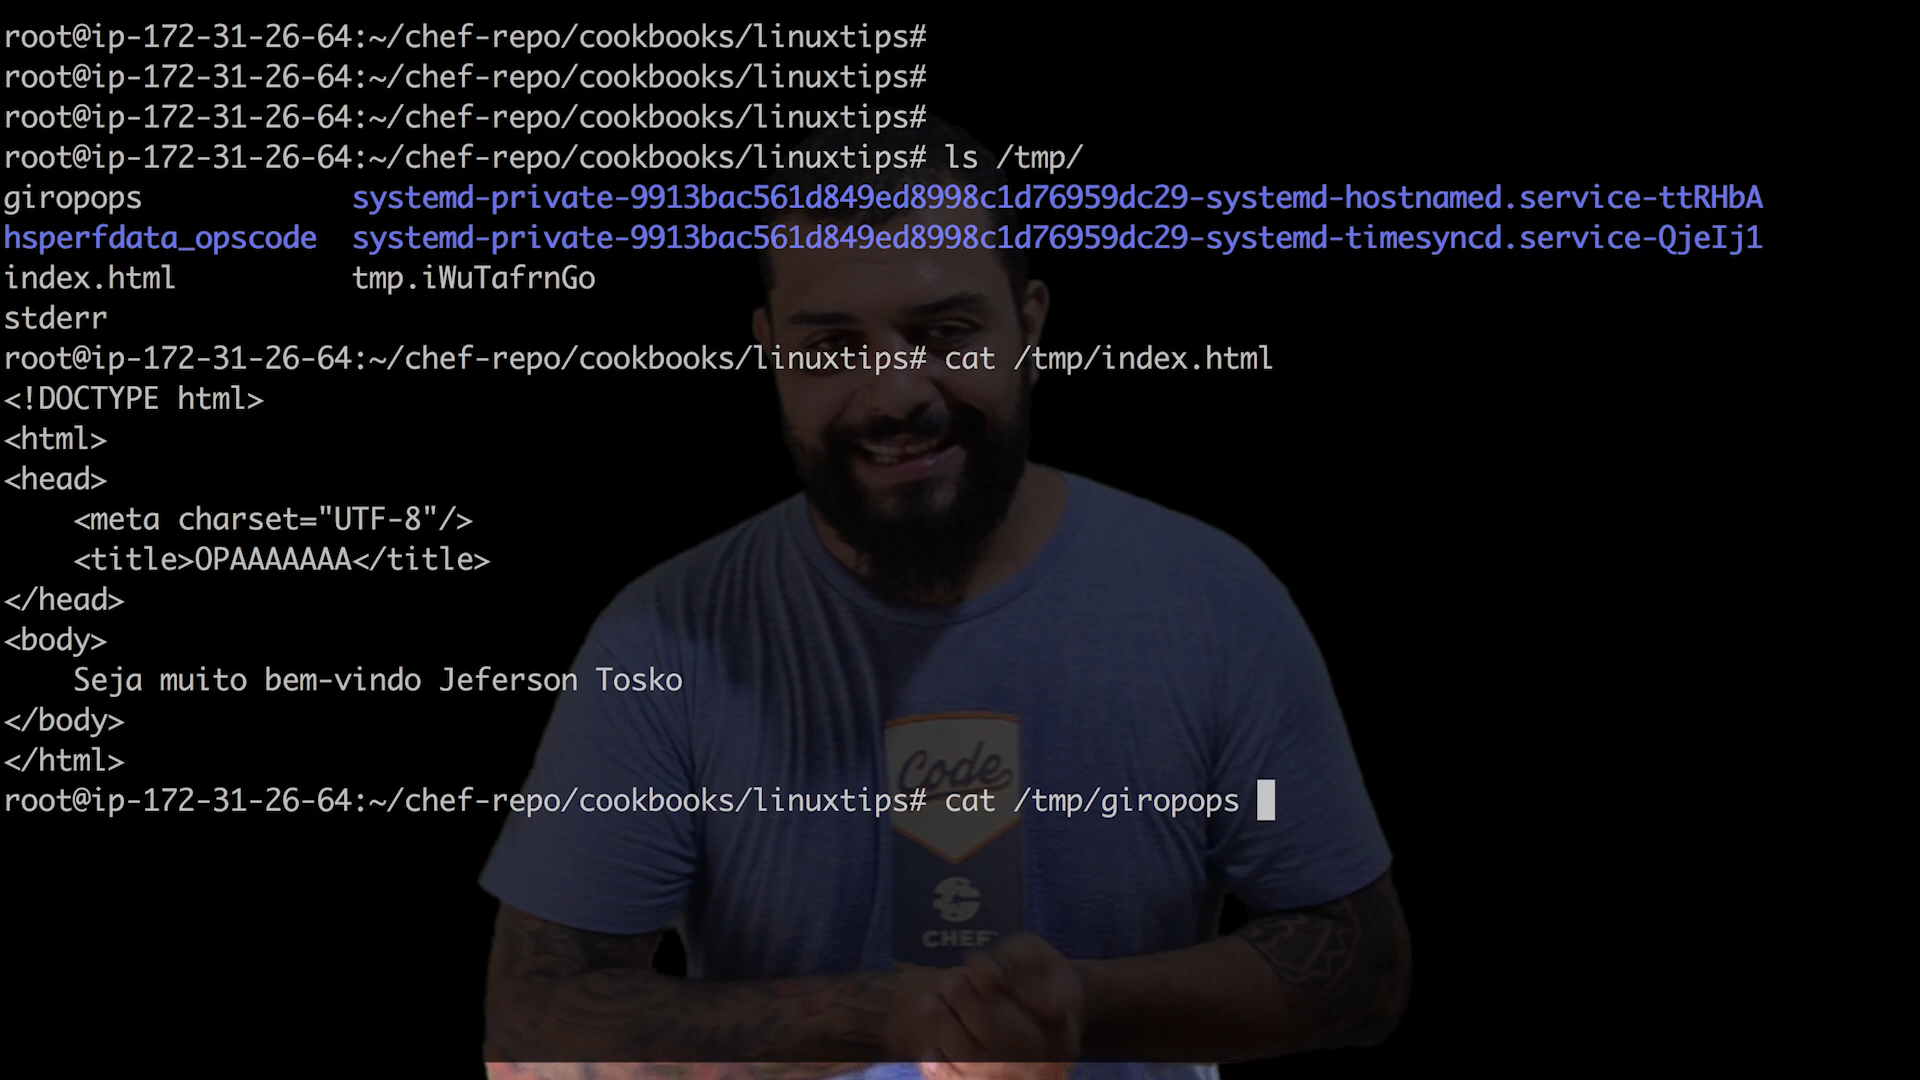 root@ip-172-31-26-64:~/chef-repo/cookbooks/linuxtips#
root@ip-172-31-26-64:~/chef-repo/cookbooks/linuxtips#
root@ip-172-31-26-64:~/chef-repo/cookbooks/linuxtips#
root@ip-172-31-26-64:~/chef-repo/cookbooks/linuxtips# ls /tmp/
giropops systemd-private-9913bac561d849ed8998c1d76959dc29-systemd-hostnamed.service-ttRHbA
hsperfdata_opscode systemd-private-9913bac561d849ed8998c1d76959dc29-systemd-timesyncd.service-QjeIj1
index.html tmp.iWuTafrnGo
stderr
root@ip-172-31-26-64:~/chef-repo/cookbooks/linuxtips# cat /tmp/index.html
<!DOCTYPE html>
<html>
<head>
    <meta charset="UTF-8"/>
    <title>OPAAAAAAA</title>
</head>
<body>
    Seja muito bem-vindo Jeferson Tosko
</body>
</html>
root@ip-172-31-26-64:~/chef-repo/cookbooks/linuxtips# cat /tmp/giropops
Code
CHEF